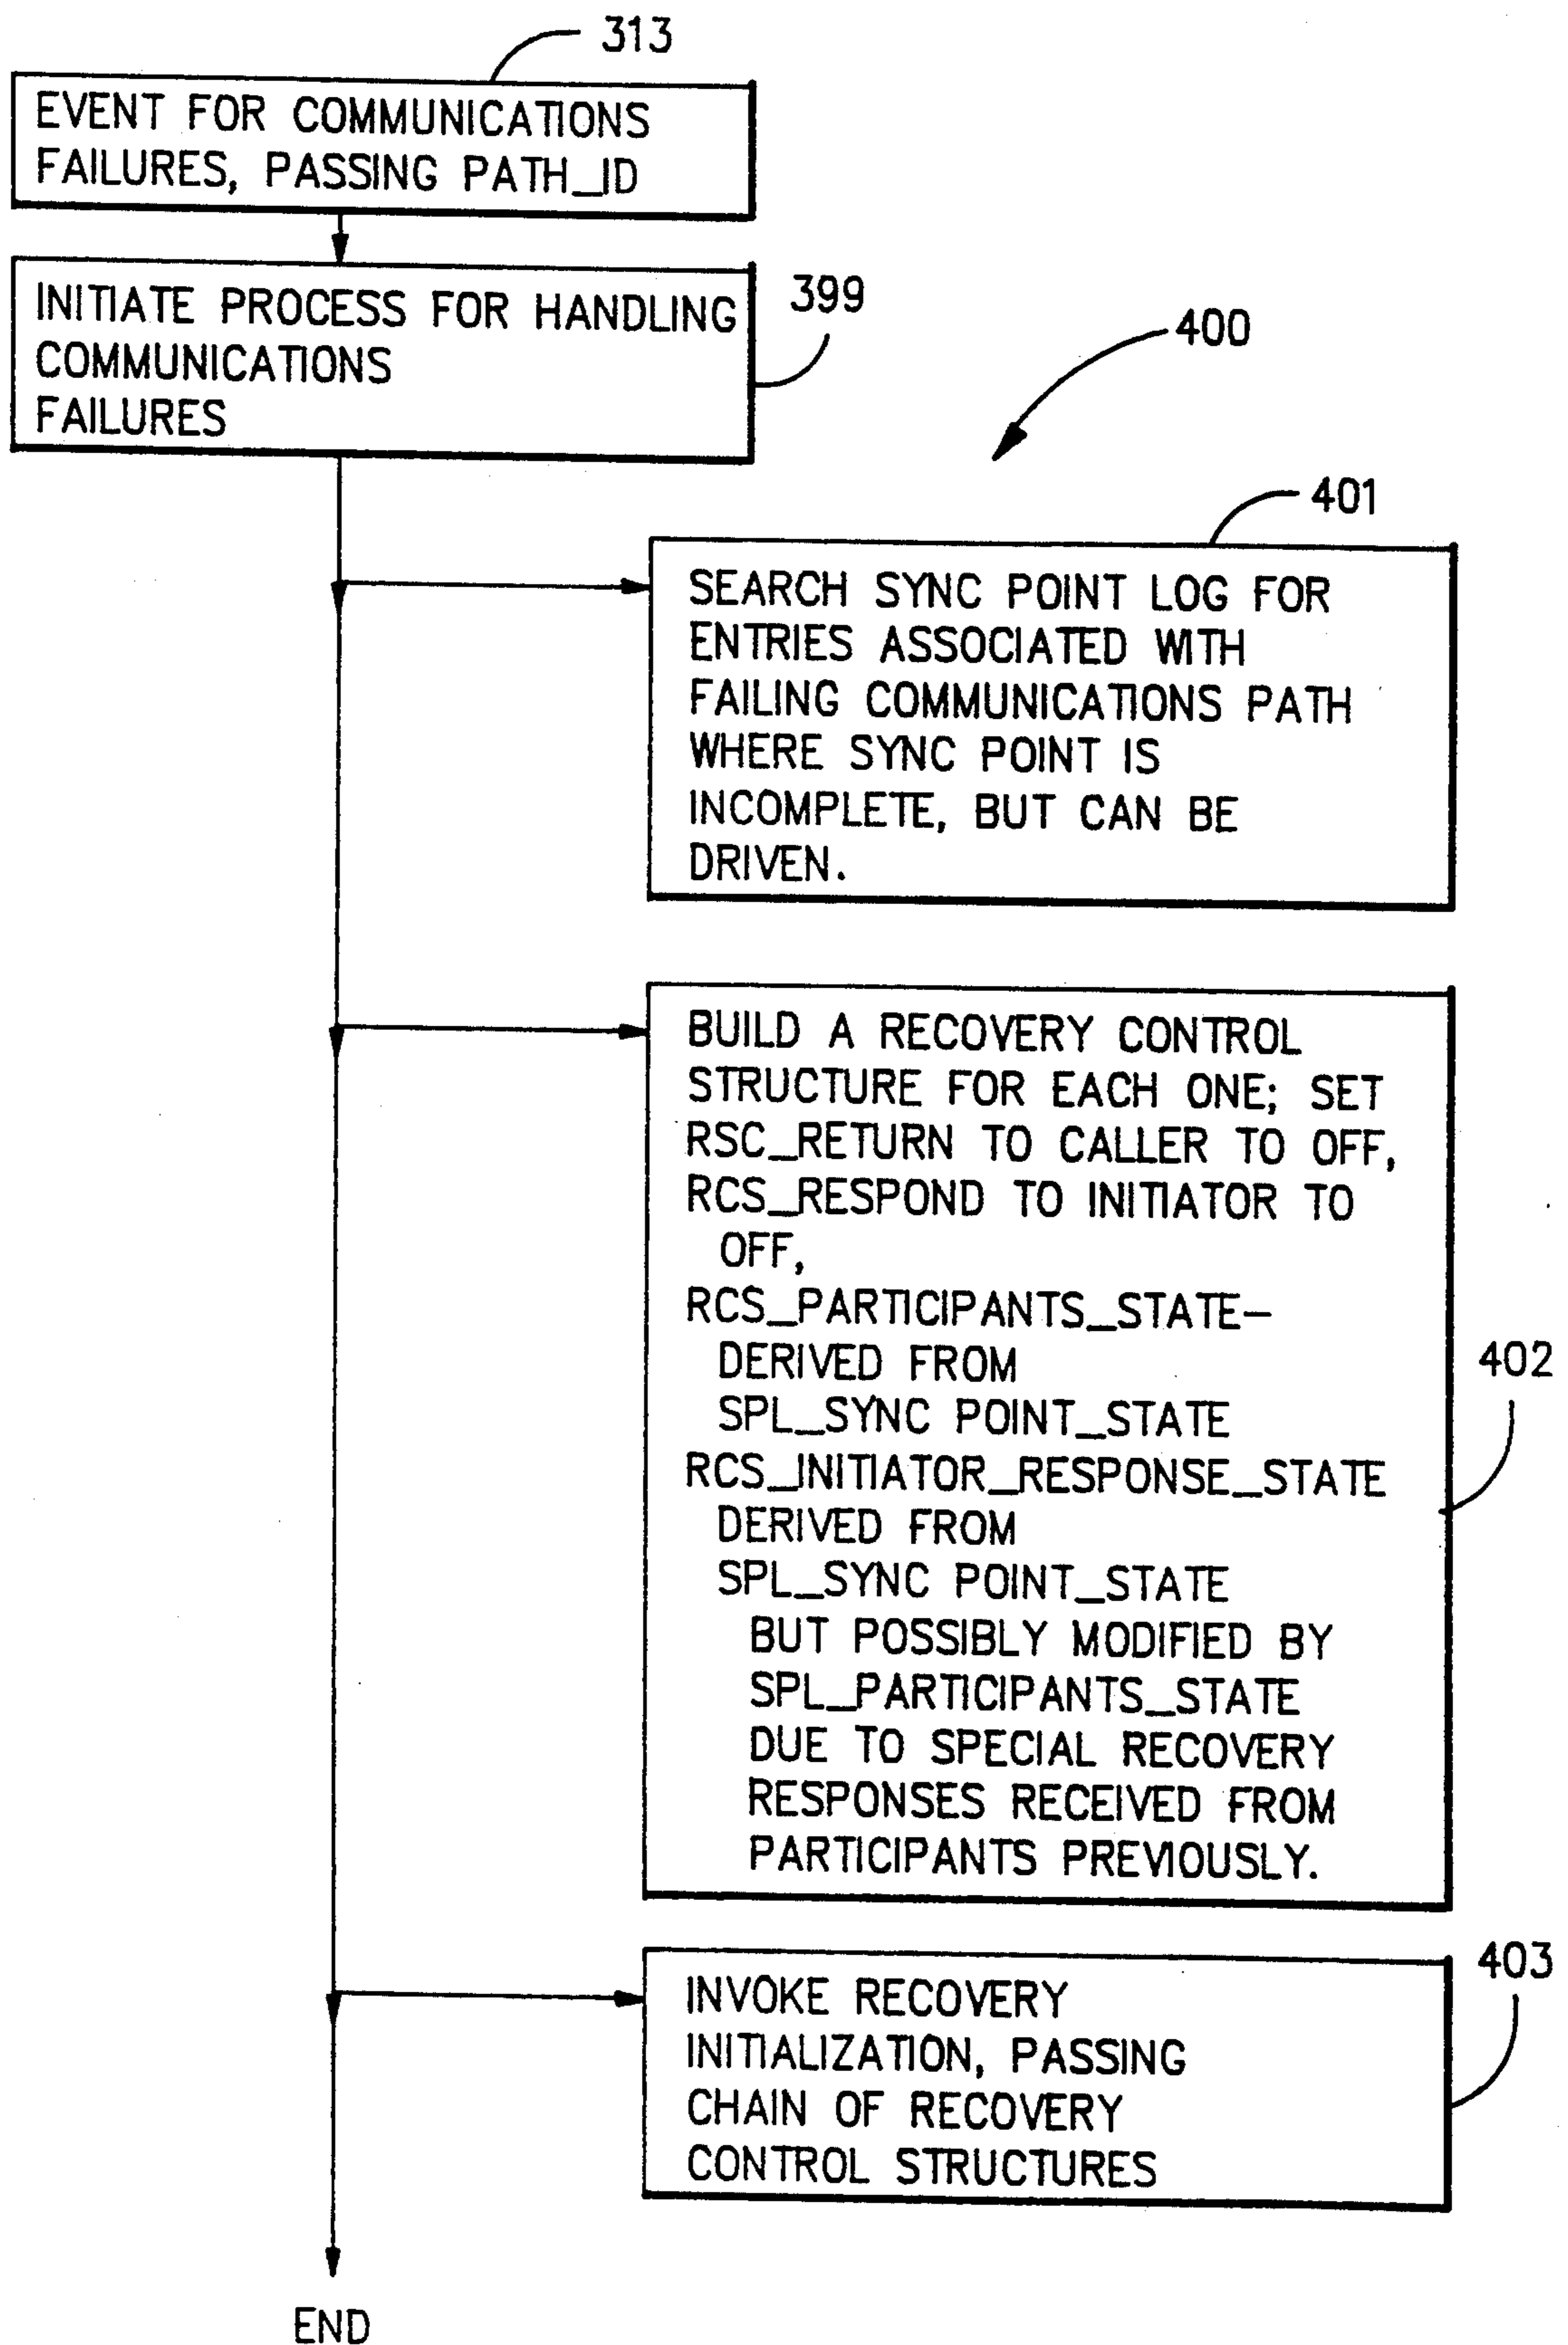 313
EVENT FOR COMMUNICATIONS
FAILURES, PASSING PATH_ID
INITIATE PROCESS FOR HANDLING
COMMUNICATIONS
FAILURES
399
400
401
SEARCH SYNC POINT LOG FOR
ENTRIES ASSOCIATED WITH
FAILING COMMUNICATIONS PATH
WHERE SYNC POINT IS
INCOMPLETE, BUT CAN BE
DRIVEN.
BUILD A RECOVERY CONTROL
STRUCTURE FOR EACH ONE; SET
RSC_RETURN TO CALLER TO OFF,
RCS_RESPOND TO INITIATOR TO
OFF,
RCS_PARTICIPANTS_STATE-
DERIVED FROM
SPL_SYNC POINT_STATE
RCS_INITIATOR_RESPONSE_STATE
DERIVED FROM
SPL_SYNC POINT_STATE
BUT POSSIBLY MODIFIED BY
SPL_PARTICIPANTS_STATE
DUE TO SPECIAL RECOVERY
RESPONSES RECEIVED FROM
PARTICIPANTS PREVIOUSLY.
402
403
INVOKE RECOVERY
INITIALIZATION, PASSING
CHAIN OF RECOVERY
CONTROL STRUCTURES
END